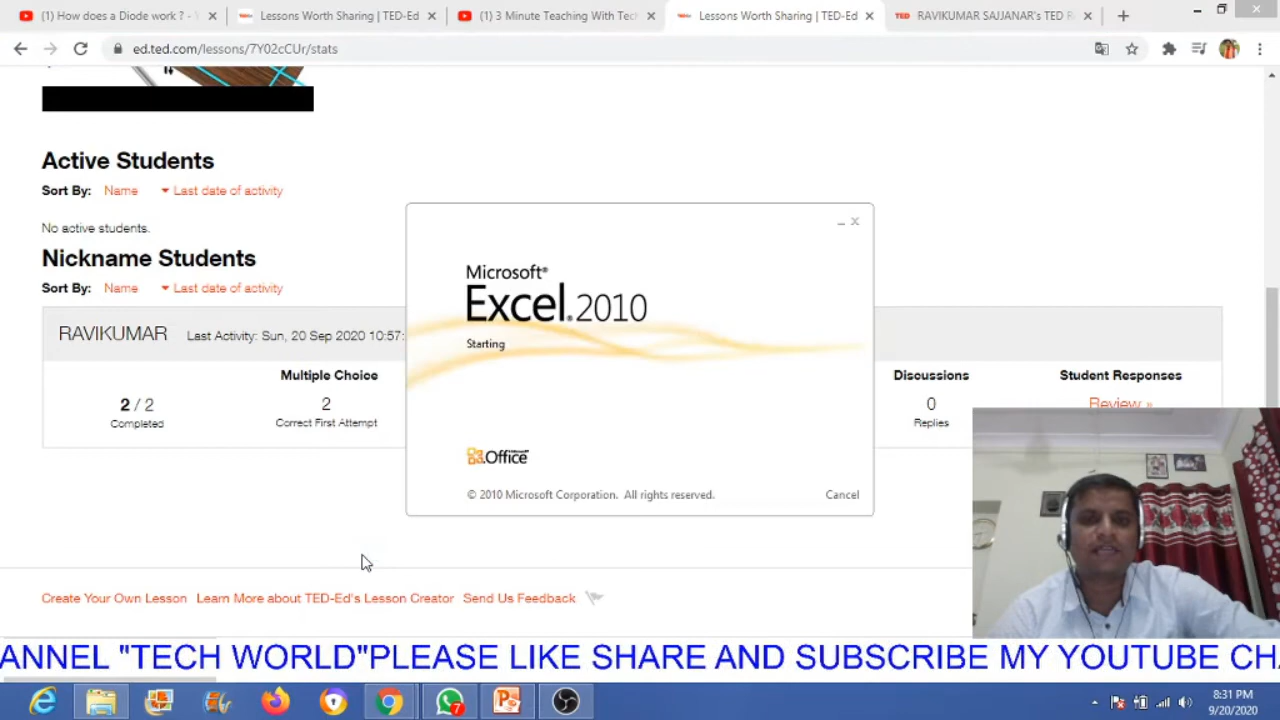 (1) How does a Diode work ? -
Lessons Worth Sharing | TED-Ed
(1) 3 Minute Teaching With Tec
Lessons Worth Sharing | TED-Ed
TED RAVIKUMAR SAJJANAR's TED
ed.ted.com/lessons/7Y02cCUr/stats
Active Students
Sort By: Name Last date of activity
No active students.
Nickname Students
Sort By: Name Last date of activity
RAVIKUMAR Last Activity: Sun, 20 Sep 2020 10:57:
Multiple Choice Discussions Student Responses
2 / 2 2 0 Review »
Completed Correct First Attempt Replies
Microsoft®
Excel.2010
Starting
Microsoft
Office
© 2010 Microsoft Corporation. All rights reserved. Cancel
Create Your Own Lesson Learn More about TED-Ed's Lesson Creator Send Us Feedback
ANNEL "TECH WORLD"PLEASE LIKE SHARE AND SUBSCRIBE MY YOUTUBE CH
7
8:31 PM
9/20/2020